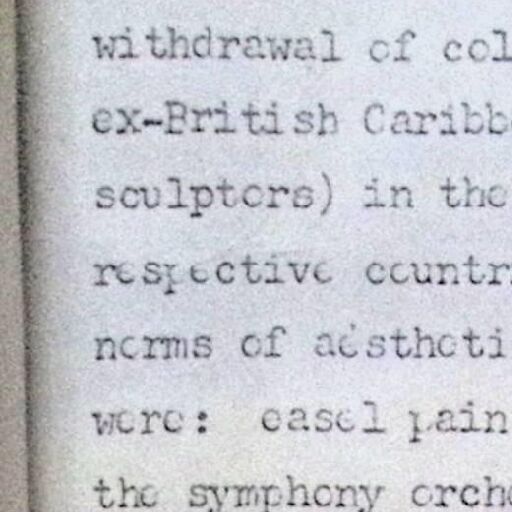 withdrawal of col
ex-British Caribb
sculptors) in the
respective countr
norms of aestheti
were: easel pain
the symphony orch